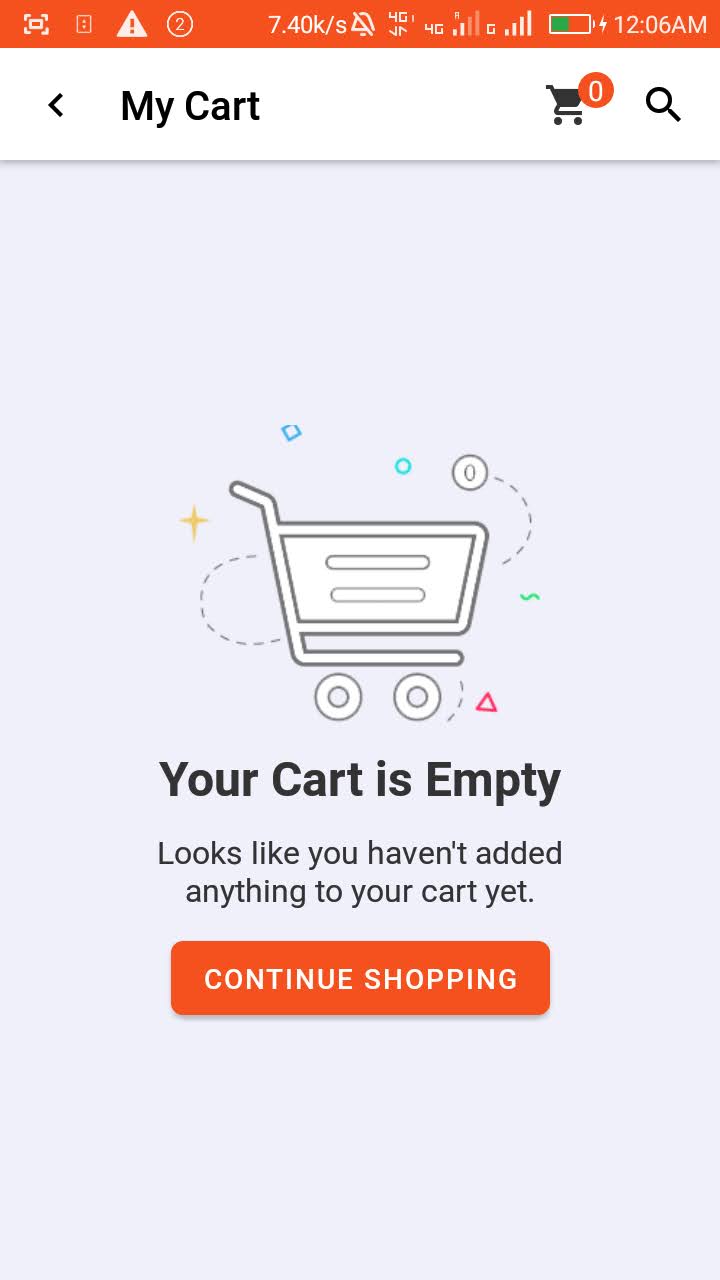 2 7.40k/s 4G 4G R G 12:06AM
My Cart 0
0
Your Cart is Empty
Looks like you haven't added
anything to your cart yet.
CONTINUE SHOPPING